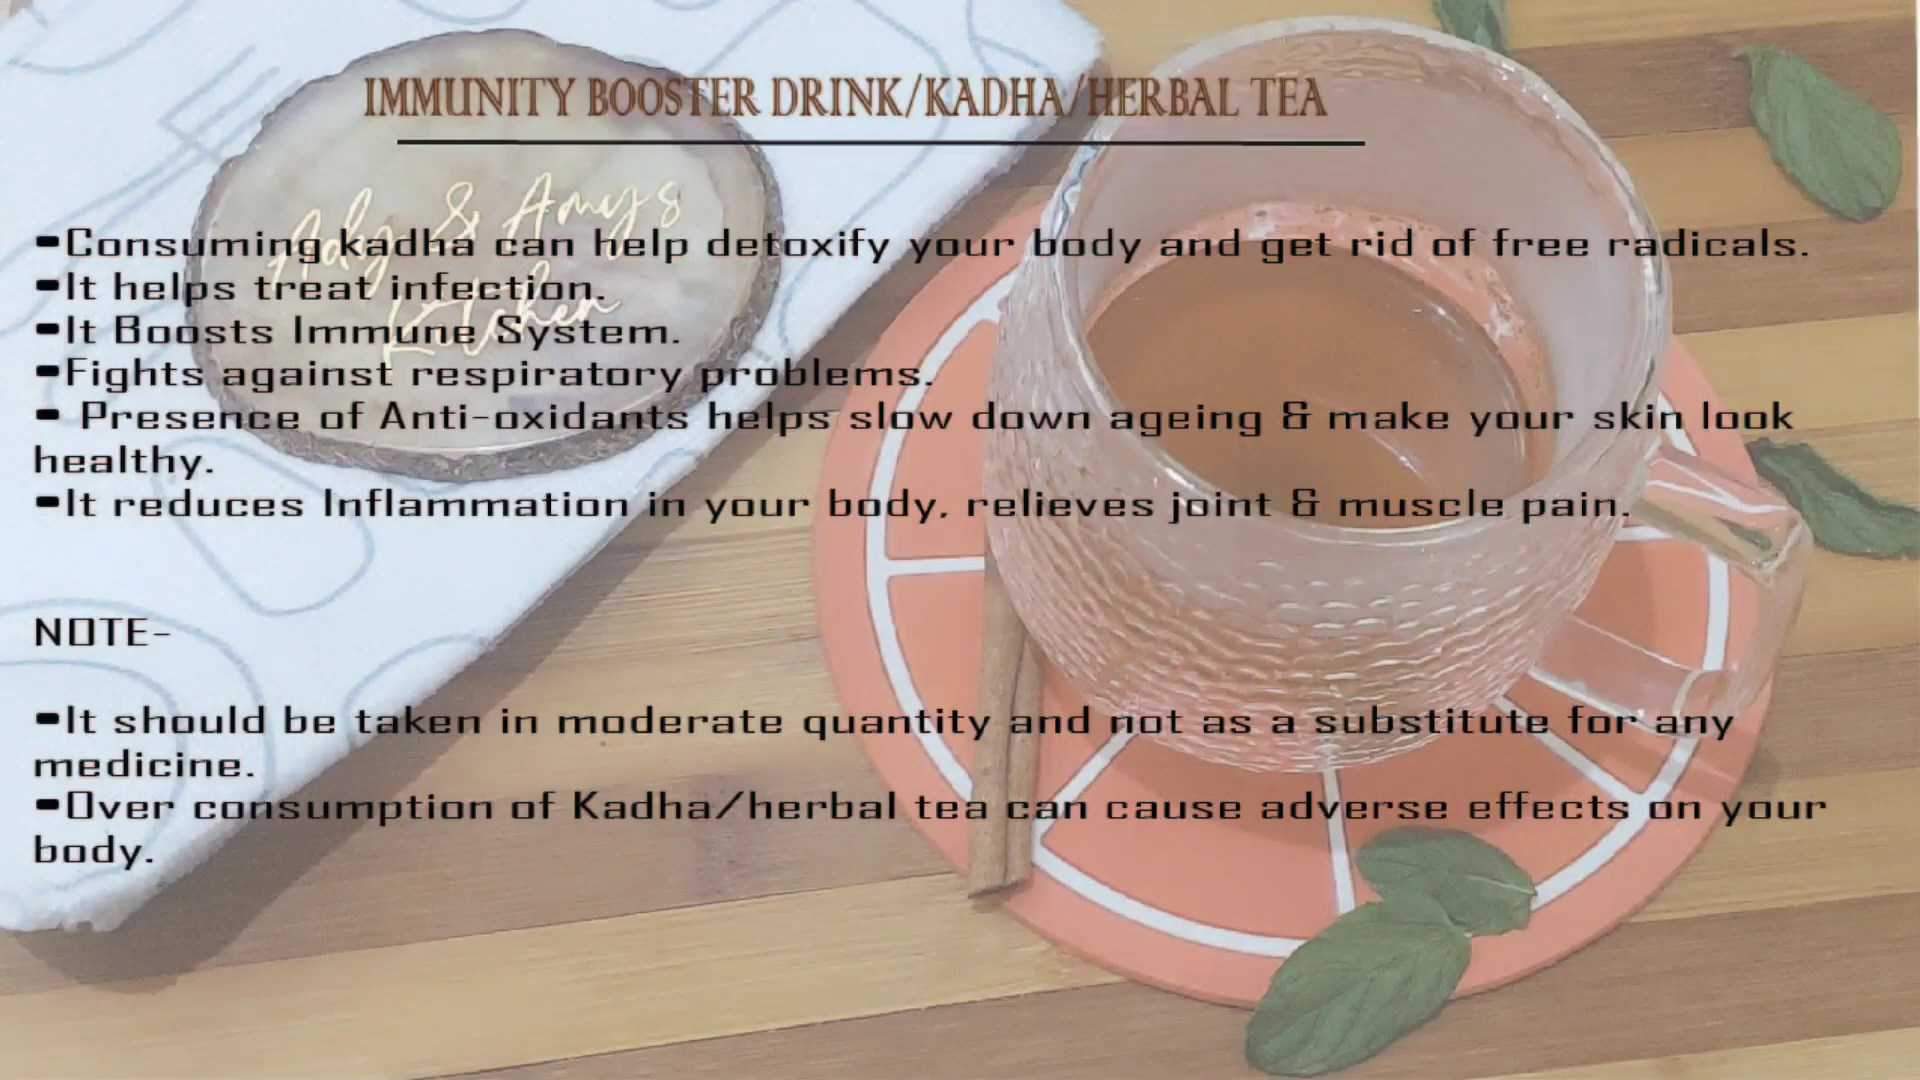 IMMUNITY BOOSTER DRINK/KADHA/HERBAL TEA
Ady & Amy's
Kitchen
-Consuming kadha can help detoxify your body and get rid of free radicals.
-It helps treat infection.
-It Boosts Immune System.
-Fights against respiratory problems.
- Presence of Anti-oxidants helps slow down ageing & make your skin look
healthy.
-It reduces Inflammation in your body, relieves joint & muscle pain.
NOTE-
-It should be taken in moderate quantity and not as a substitute for any
medicine.
-Over consumption of Kadha/herbal tea can cause adverse effects on your
body.